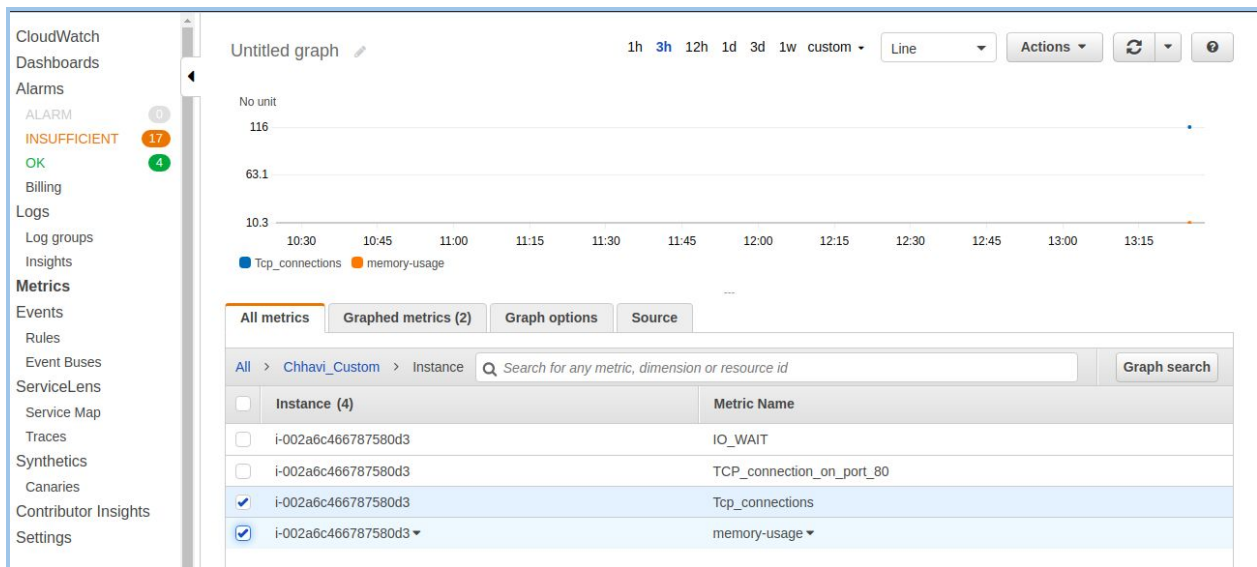 CloudWatch
Dashboards
Alarms
ALARM 0
INSUFFICIENT 17
OK 4
Billing
Logs
Log groups
Insights
Metrics
Events
Rules
Event Buses
ServiceLens
Service Map
Traces
Synthetics
Canaries
Contributor Insights
Settings
Untitled graph
1h 3h 12h 1d 3d 1w custom
Line
Actions
?
No unit
116
63.1
10.3
10:30 10:45 11:00 11:15 11:30 11:45 12:00 12:15 12:30 12:45 13:00 13:15
Tcp_connections memory-usage
All metrics Graphed metrics (2) Graph options Source
All > Chhavi_Custom > Instance Search for any metric, dimension or resource id Graph search
Instance (4) Metric Name
i-002a6c466787580d3 IO_WAIT
i-002a6c466787580d3 TCP_connection_on_port_80
i-002a6c466787580d3 Tcp_connections
i-002a6c466787580d3 memory-usage